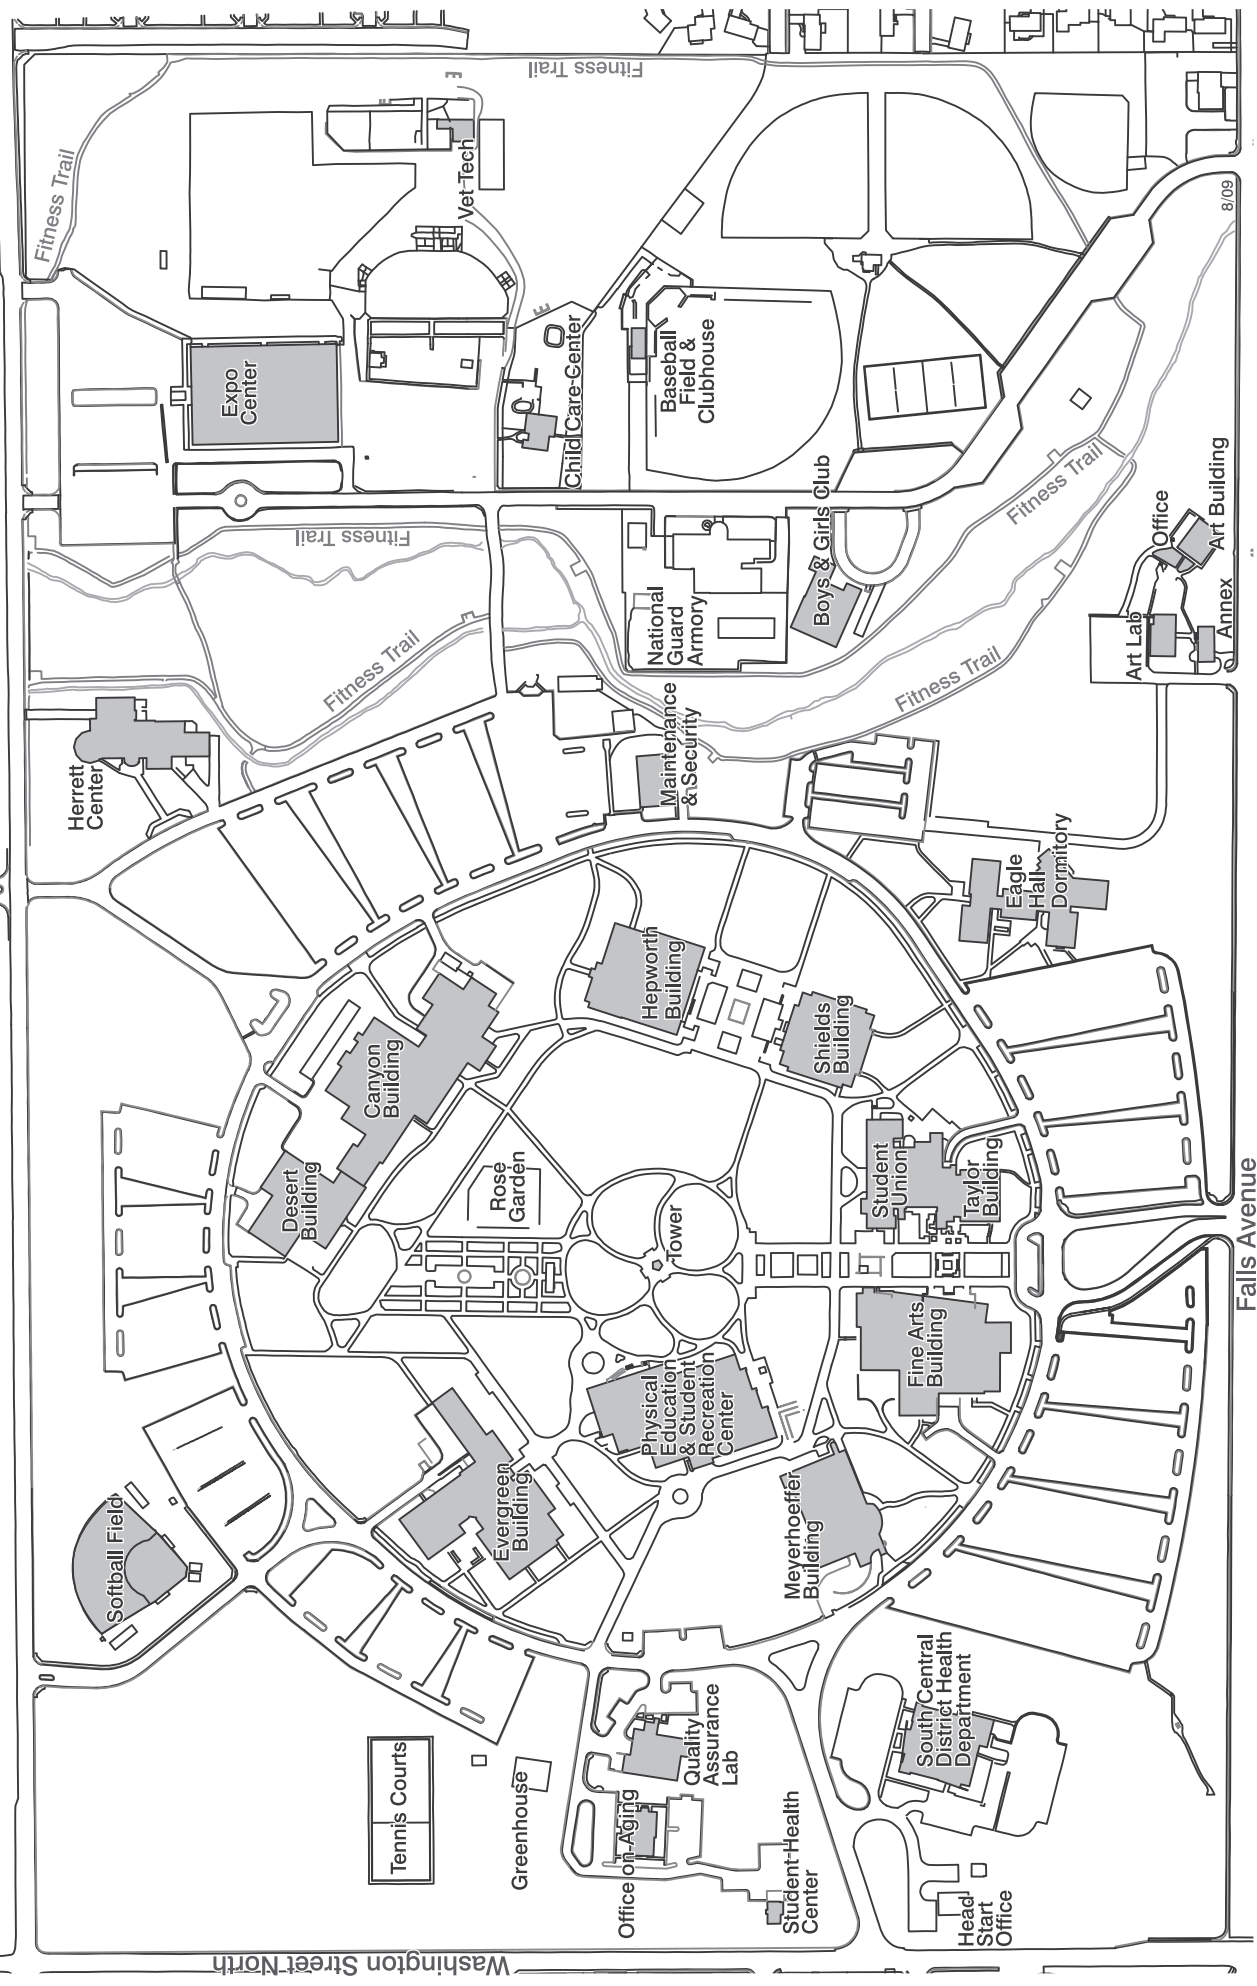 Fitness Trail
Fitness Trail
Vet Tech
8/09
Expo
Center
Child Care Center
Baseball
Field &
Clubhouse
Fitness Trail
Fitness Trail
Boys & Girls Club
National
Guard
Armory
Office
Art Building
Art Lab
Annex
Fitness Trail
Fitness Trail
Herrett
Center
Maintenance
& Security
Eagle
Hall
Dormitory
Hepworth
Building
Shields
Building
Canyon
Building
Desert
Building
Rose
Garden
Tower
Student
Union
Taylor
Building
Falls Avenue
Fine Arts
Building
Physical
Education
& Student
Recreation
Center
Evergreen
Building
Meyerhoeffer
Building
Softball Field
Tennis Courts
Greenhouse
Quality
Assurance
Lab
Office on Aging
Student Health
Center
South Central
District Health
Department
Head
Start
Office
Washington Street North